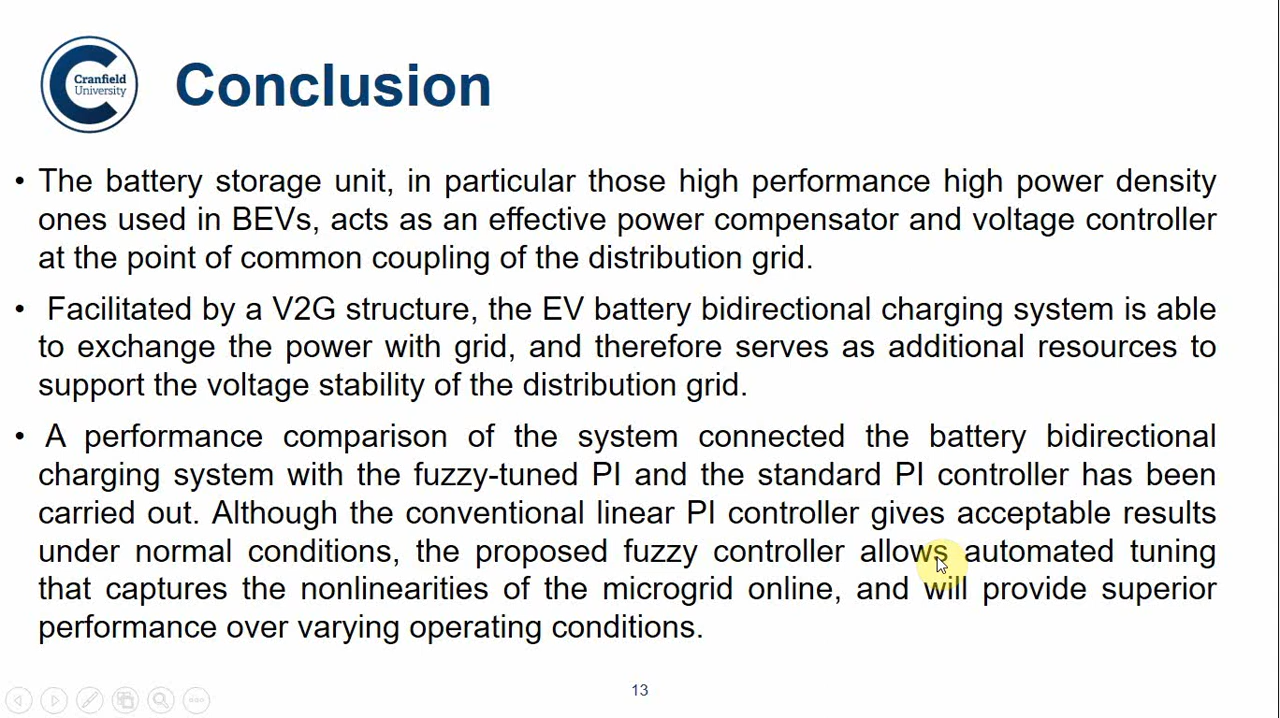 Cranfield
University
Conclusion
• The battery storage unit, in particular those high performance high power density
ones used in BEVs, acts as an effective power compensator and voltage controller
at the point of common coupling of the distribution grid.
• Facilitated by a V2G structure, the EV battery bidirectional charging system is able
to exchange the power with grid, and therefore serves as additional resources to
support the voltage stability of the distribution grid.
• A performance comparison of the system connected the battery bidirectional
charging system with the fuzzy-tuned PI and the standard PI controller has been
carried out. Although the conventional linear PI controller gives acceptable results
under normal conditions, the proposed fuzzy controller allows automated tuning
that captures the nonlinearities of the microgrid online, and will provide superior
performance over varying operating conditions.
13